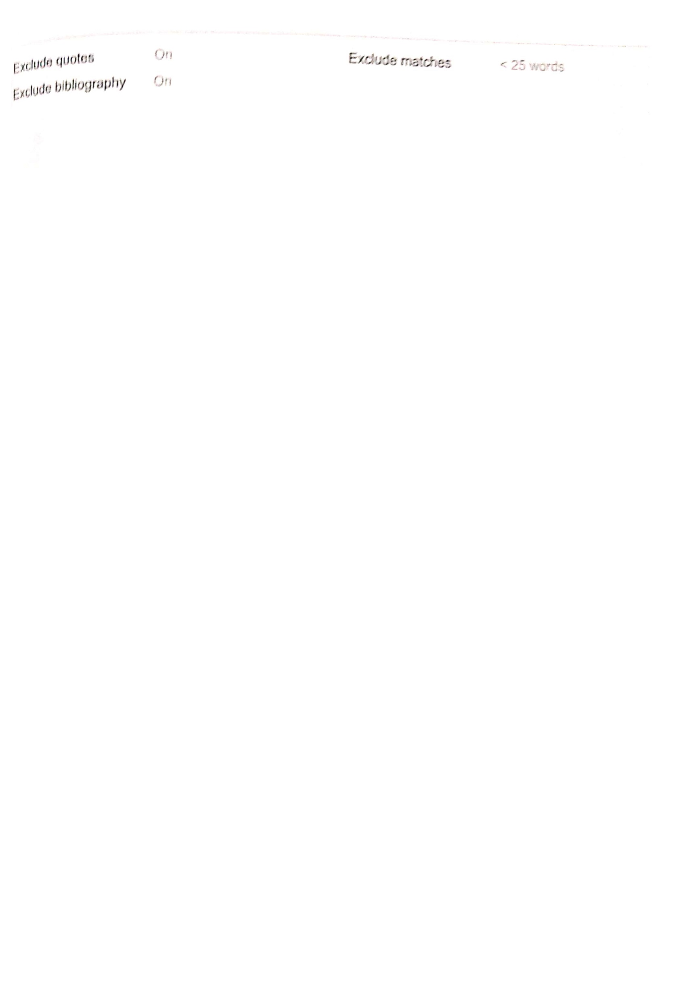 Exclude quotes On Exclude matches < 25 words
Exclude bibliography On